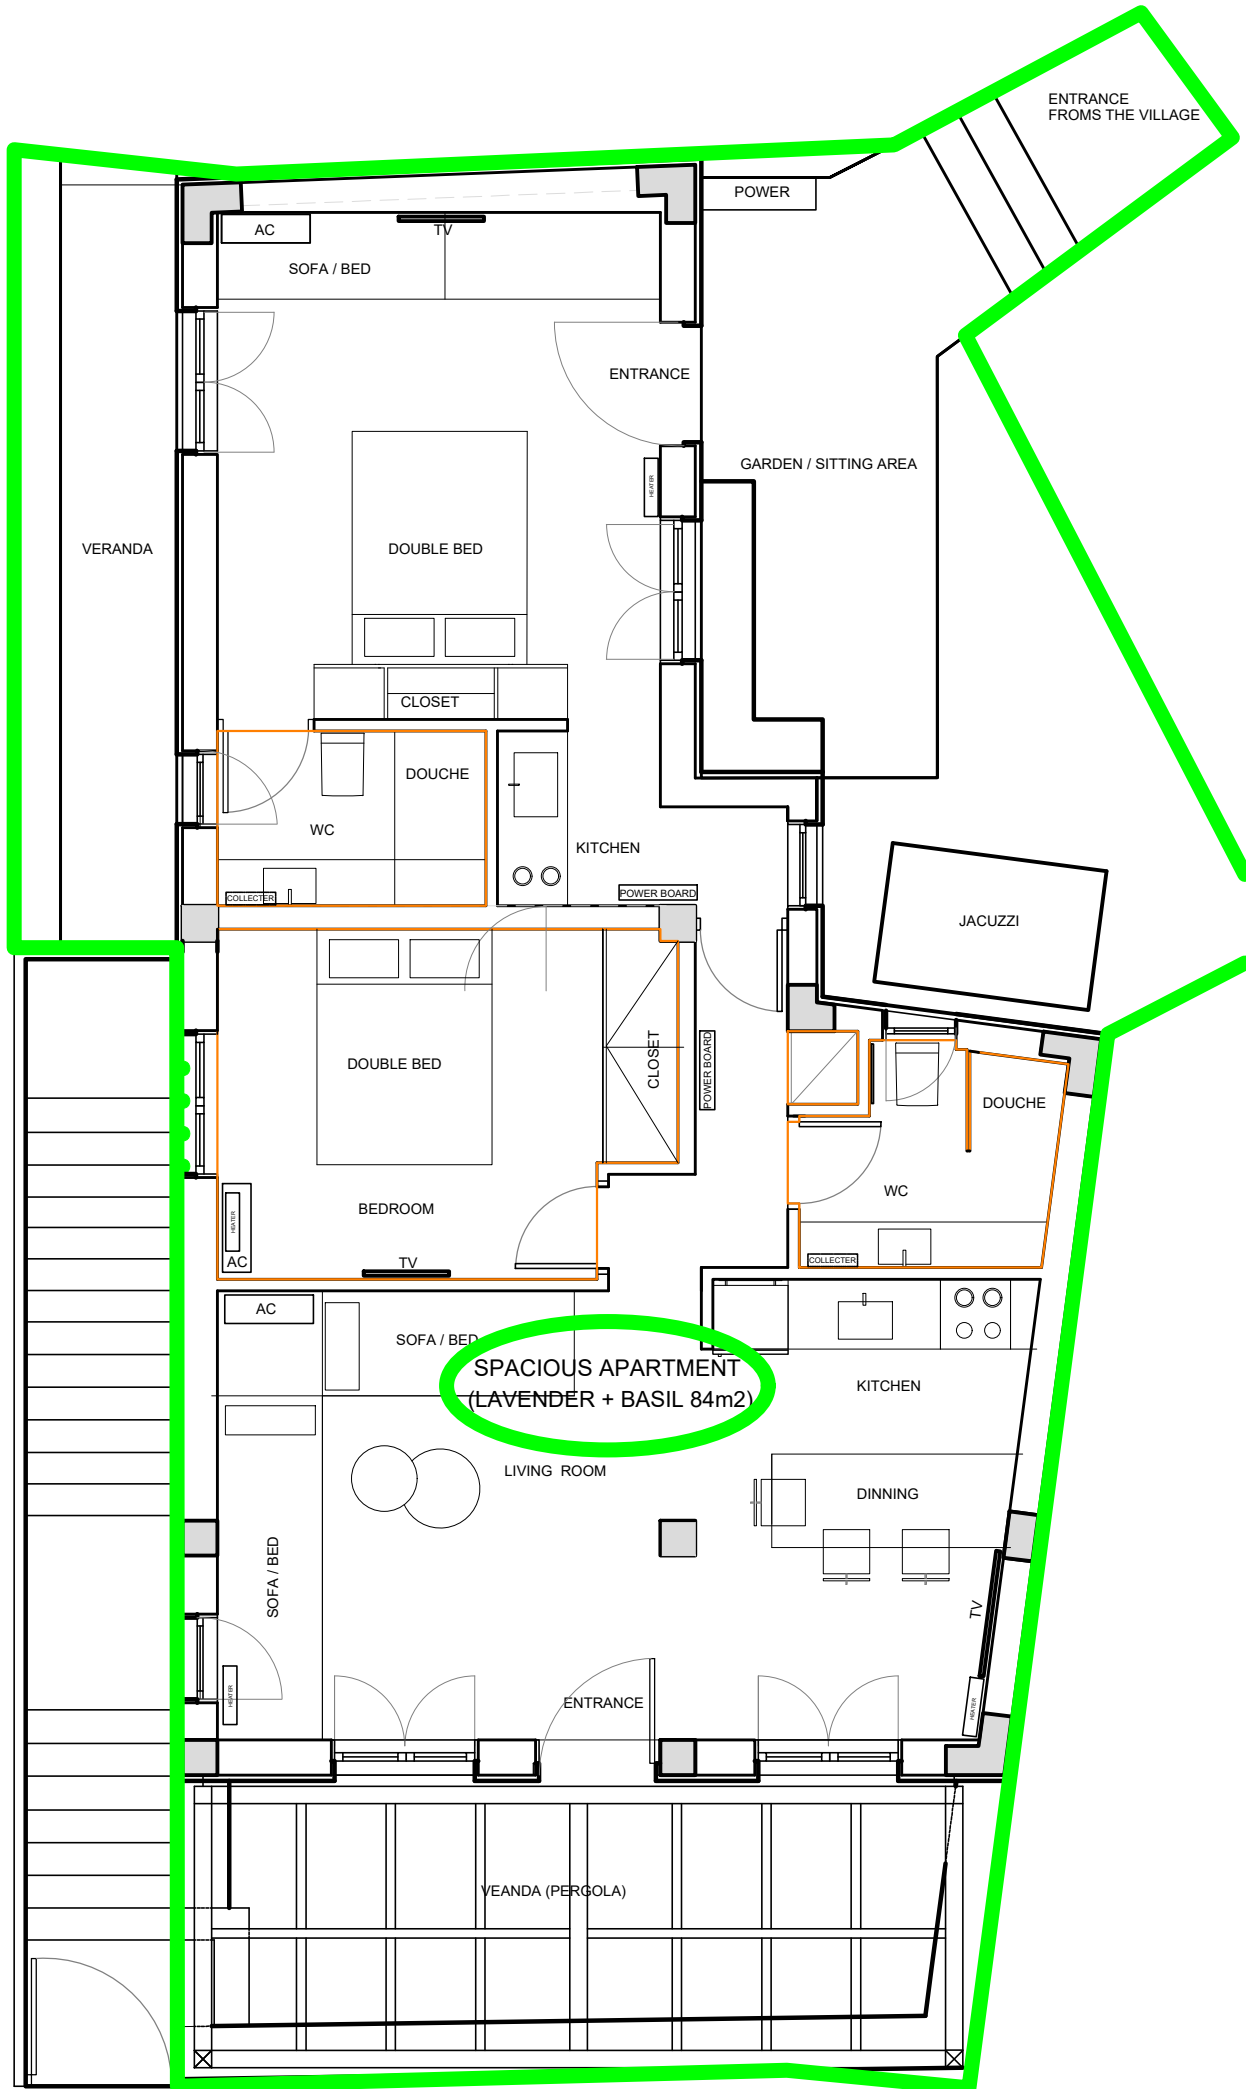 ENTRANCE
FROMS THE VILLAGE
POWER
AC
TV
SOFA / BED
ENTRANCE
GARDEN / SITTING AREA
HEATER
VERANDA
DOUBLE BED
CLOSET
DOUCHE
WC
KITCHEN
COLLECTER
POWER BOARD
JACUZZI
DOUBLE BED
CLOSET
POWER BOARD
DOUCHE
WC
BEDROOM
HEATER
AC
TV
COLLECTER
AC
SOFA / BED
SPACIOUS APARTMENT
(LAVENDER + BASIL 84m2)
KITCHEN
LIVING ROOM
DINNING
SOFA / BED
TV
HEATER
ENTRANCE
HEATER
VEANDA (PERGOLA)